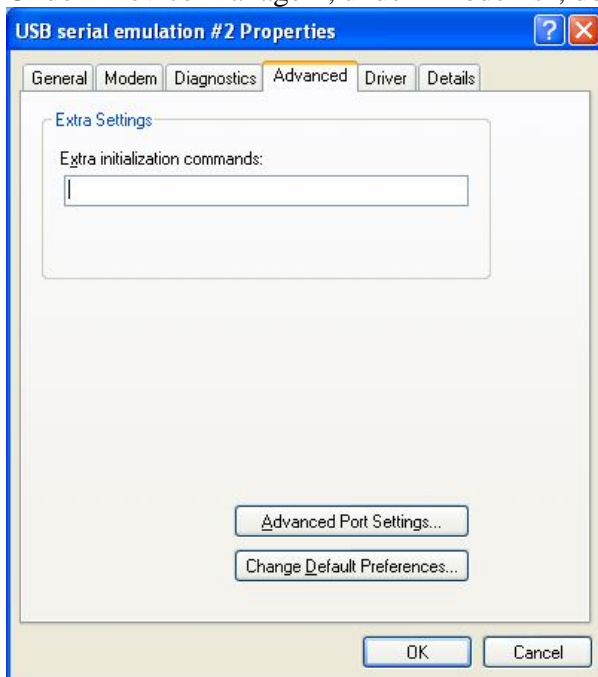 USB serial emulation #2 Properties
General Modem Diagnostics Advanced Driver Details
Extra Settings
Extra initialization commands:
Advanced Port Settings...
Change Default Preferences...
OK Cancel